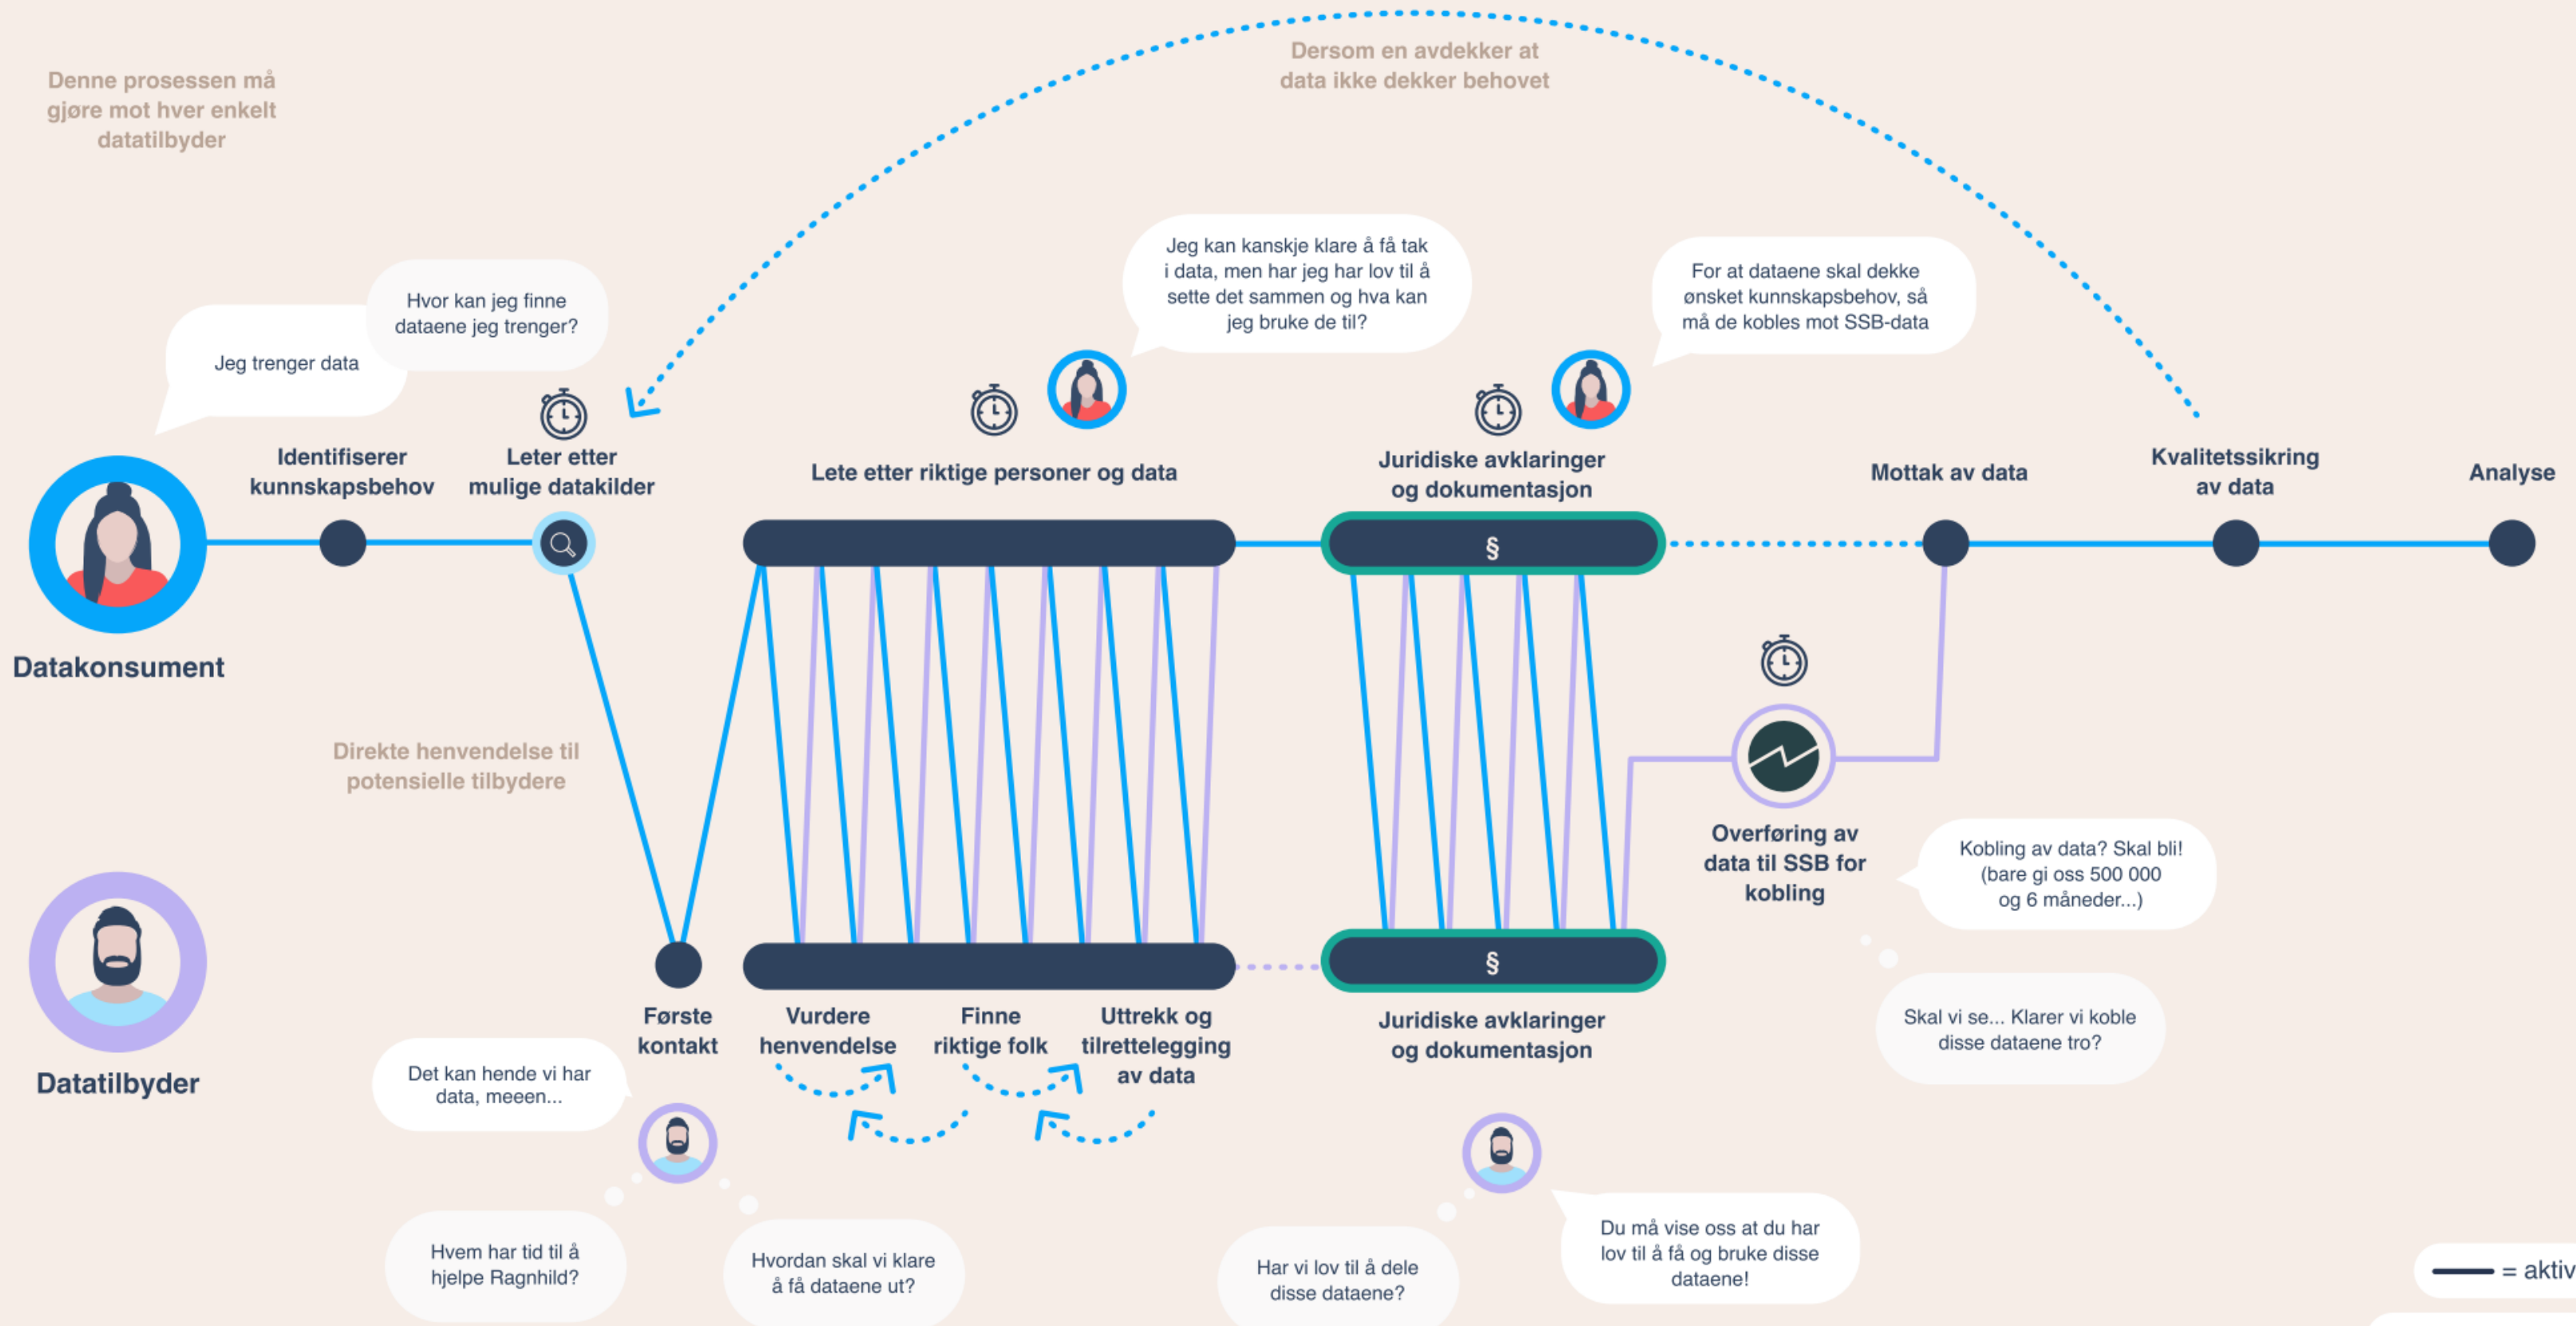 Denne prosessen må
gjøre mot hver enkelt
datatilbyder
Dersom en avdekker at
data ikke dekker behovet
Jeg trenger data
Hvor kan jeg finne
dataene jeg trenger?
Jeg kan kanskje klare å få tak
i data, men har jeg har lov til å
sette det sammen og hva kan
jeg bruke de til?
For at dataene skal dekke
ønsket kunnskapsbehov, så
må de kobles mot SSB-data
Identifiserer
kunnskapsbehov
Leter etter
mulige datakilder
Lete etter riktige personer og data
Juridiske avklaringer
og dokumentasjon
Mottak av data
Kvalitetssikring
av data
Analyse
§
Datakonsument
Direkte henvendelse til
potensielle tilbydere
Overføring av
data til SSB for
kobling
Kobling av data? Skal bli!
(bare gi oss 500 000
og 6 måneder...)
Skal vi se... Klarer vi koble
disse dataene tro?
§
Datatilbyder
Første
kontakt
Vurdere
henvendelse
Finne
riktige folk
Uttrekk og
tilrettelegging
av data
Juridiske avklaringer
og dokumentasjon
Det kan hende vi har
data, meeen...
Hvem har tid til å
hjelpe Ragnhild?
Hvordan skal vi klare
å få dataene ut?
Har vi lov til å dele
disse dataene?
Du må vise oss at du har
lov til å få og bruke disse
dataene!
= aktiv